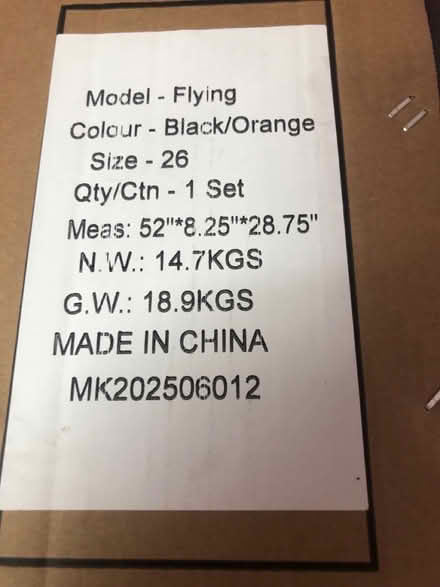 Model - Flying
Colour - Black/Orange
Size - 26
Qty/Ctn - 1 Set
Meas: 52"*8.25"*28.75"
N.W.: 14.7KGS
G.W.: 18.9KGS
MADE IN CHINA
MK202506012